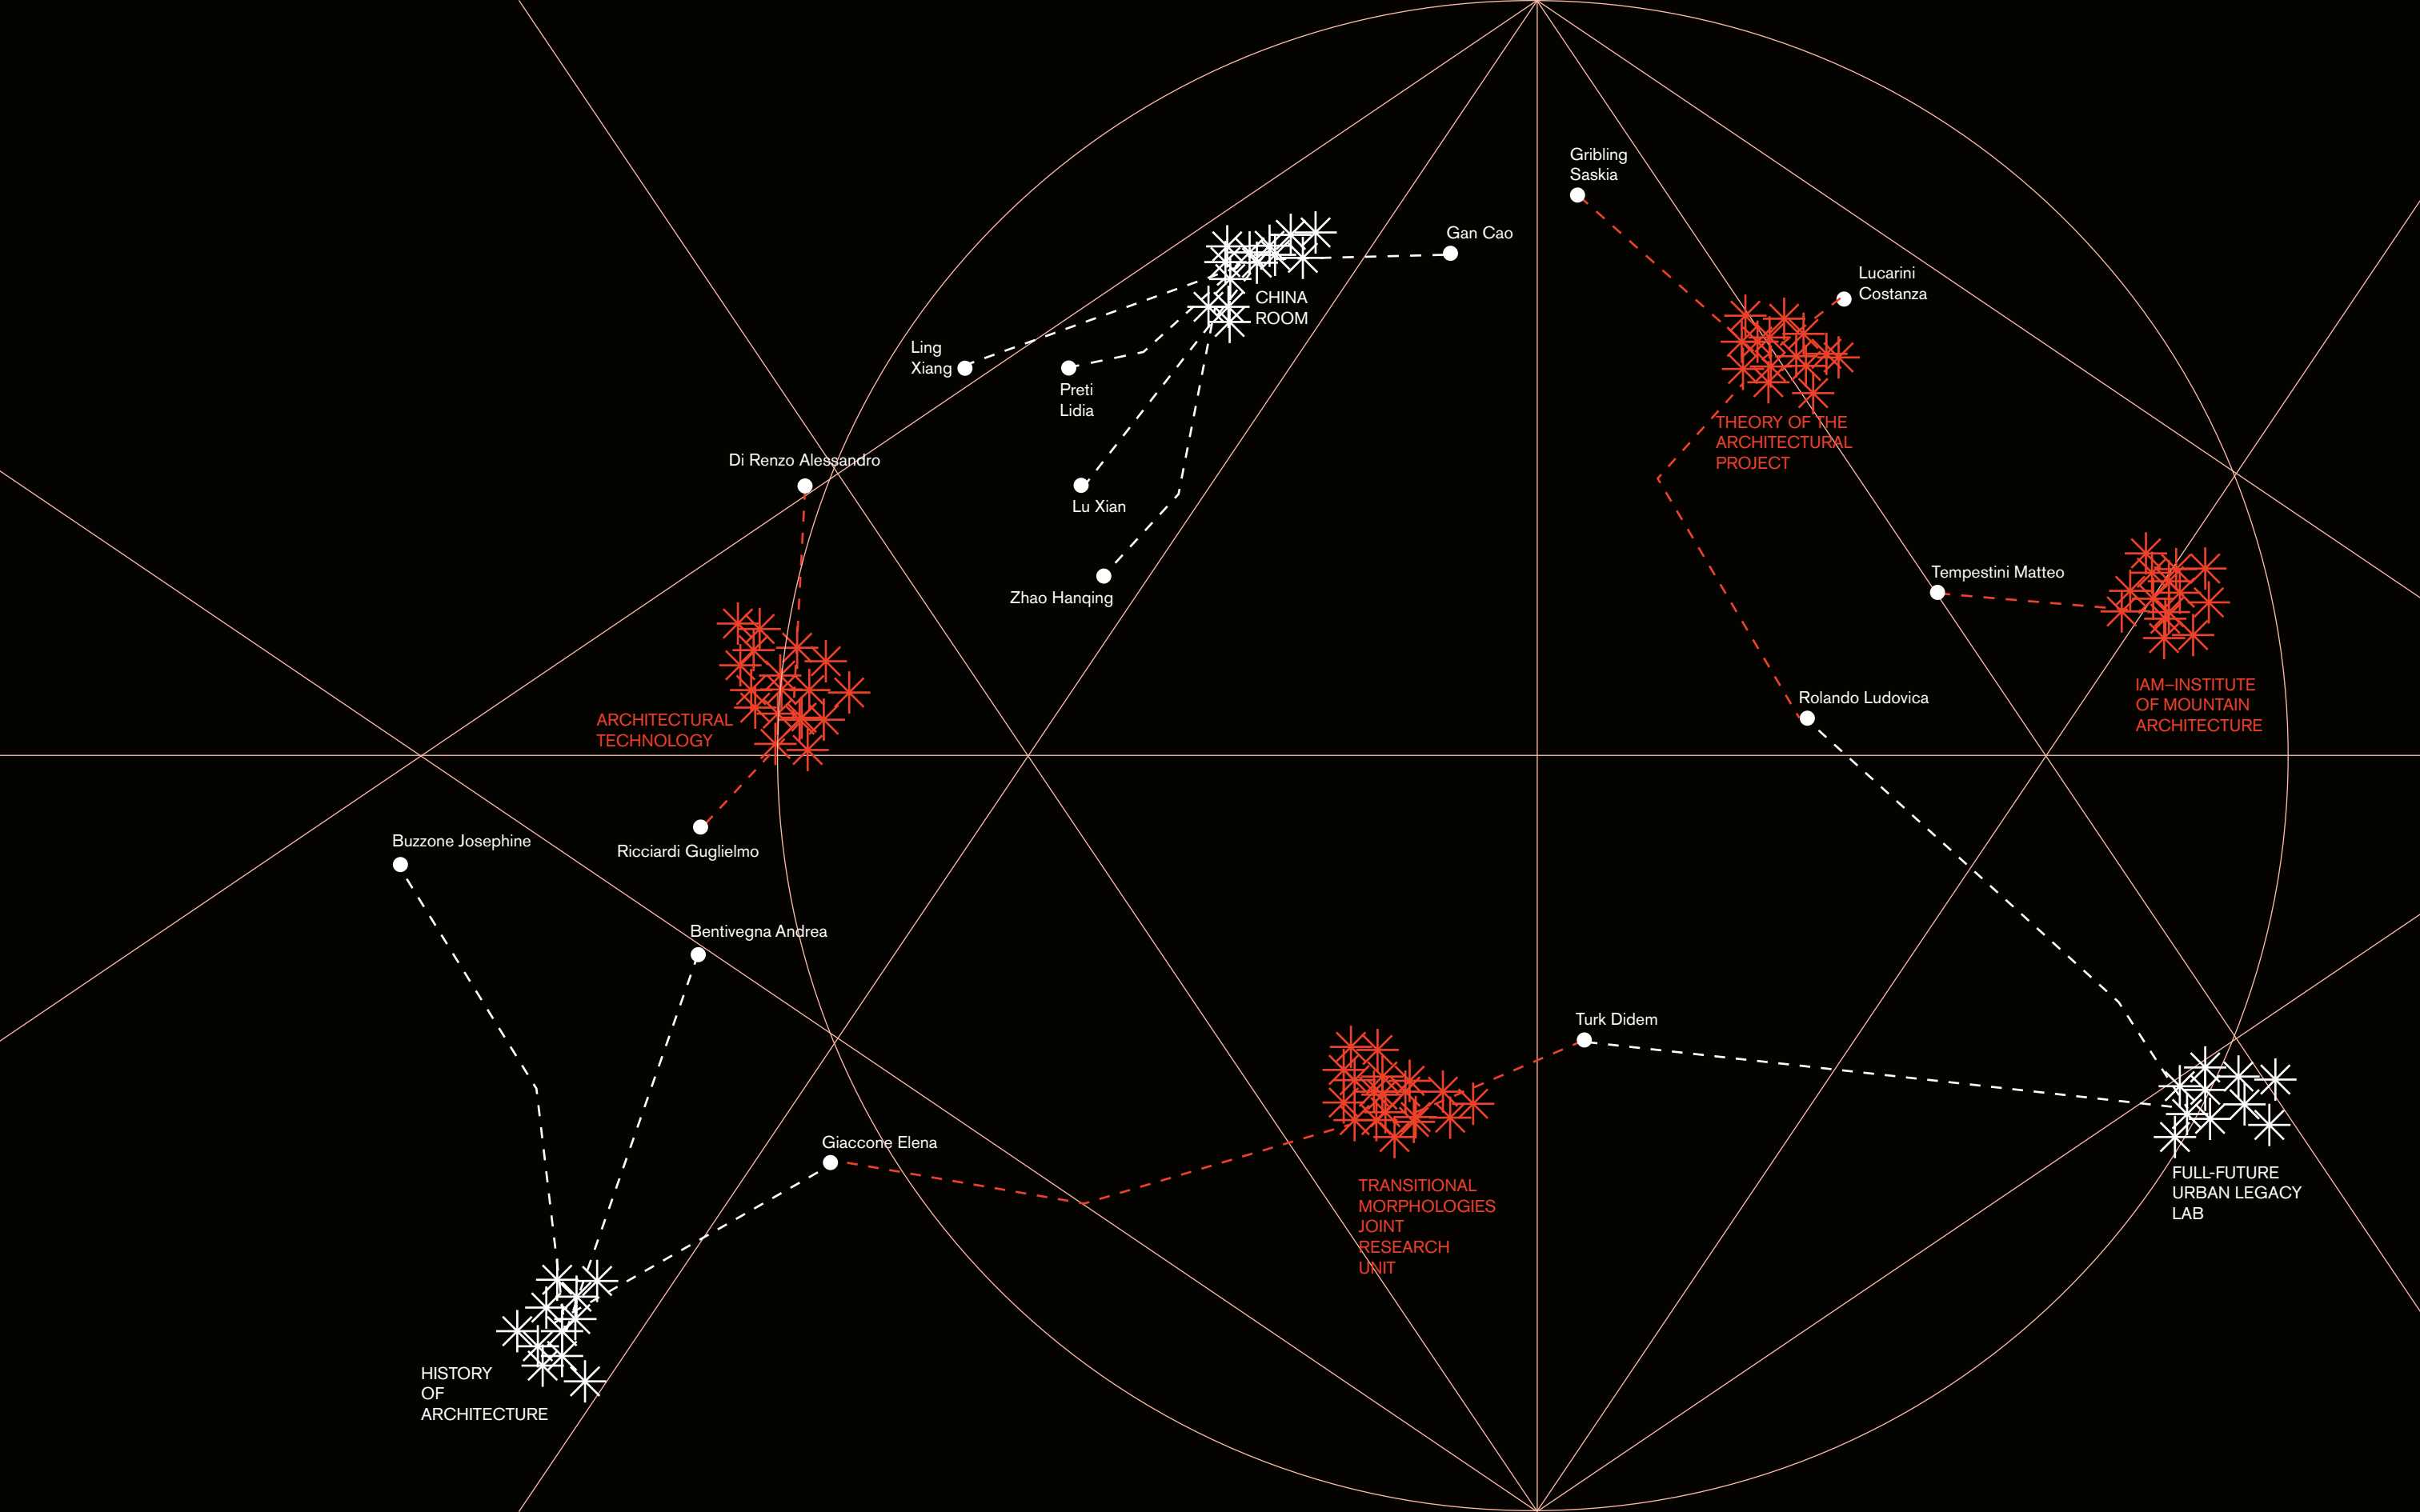 Gribling
Saskia
Gan Cao
Lucarini
Costanza
CHINA
ROOM
Ling
Xiang
Preti
Lidia
THEORY OF THE
ARCHITECTURAL
PROJECT
Di Renzo Alessandro
Lu Xian
Zhao Hanqing
Tempestini Matteo
IAM–INSTITUTE
OF MOUNTAIN
ARCHITECTURE
Rolando Ludovica
ARCHITECTURAL
TECHNOLOGY
Buzzone Josephine
Ricciardi Guglielmo
Bentivegna Andrea
Turk Didem
Giaccone Elena
TRANSITIONAL
MORPHOLOGIES
JOINT
RESEARCH
UNIT
FULL-FUTURE
URBAN LEGACY
LAB
HISTORY
OF
ARCHITECTURE